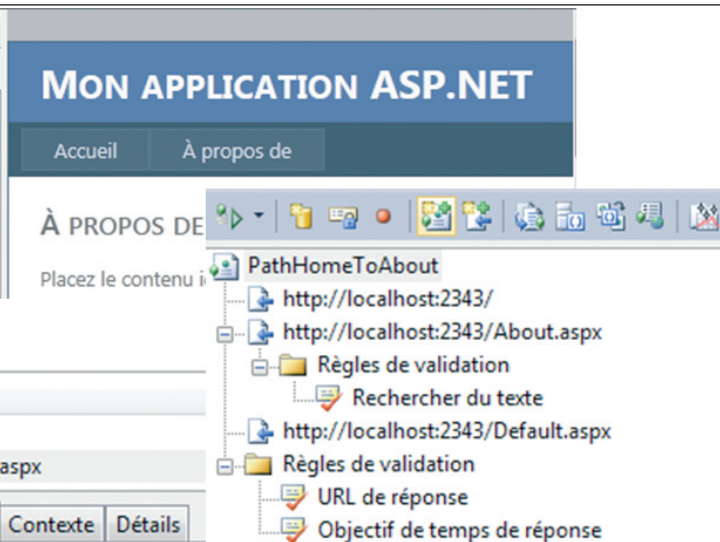 MON APPLICATION ASP.NET
Accueil À propos de
À PROPOS DE
Placez le contenu
PathHomeToAbout
http://localhost:2343/
http://localhost:2343/About.aspx
Règles de validation
Rechercher du texte
http://localhost:2343/Default.aspx
Règles de validation
URL de réponse
Objectif de temps de réponse
aspx
Contexte Détails